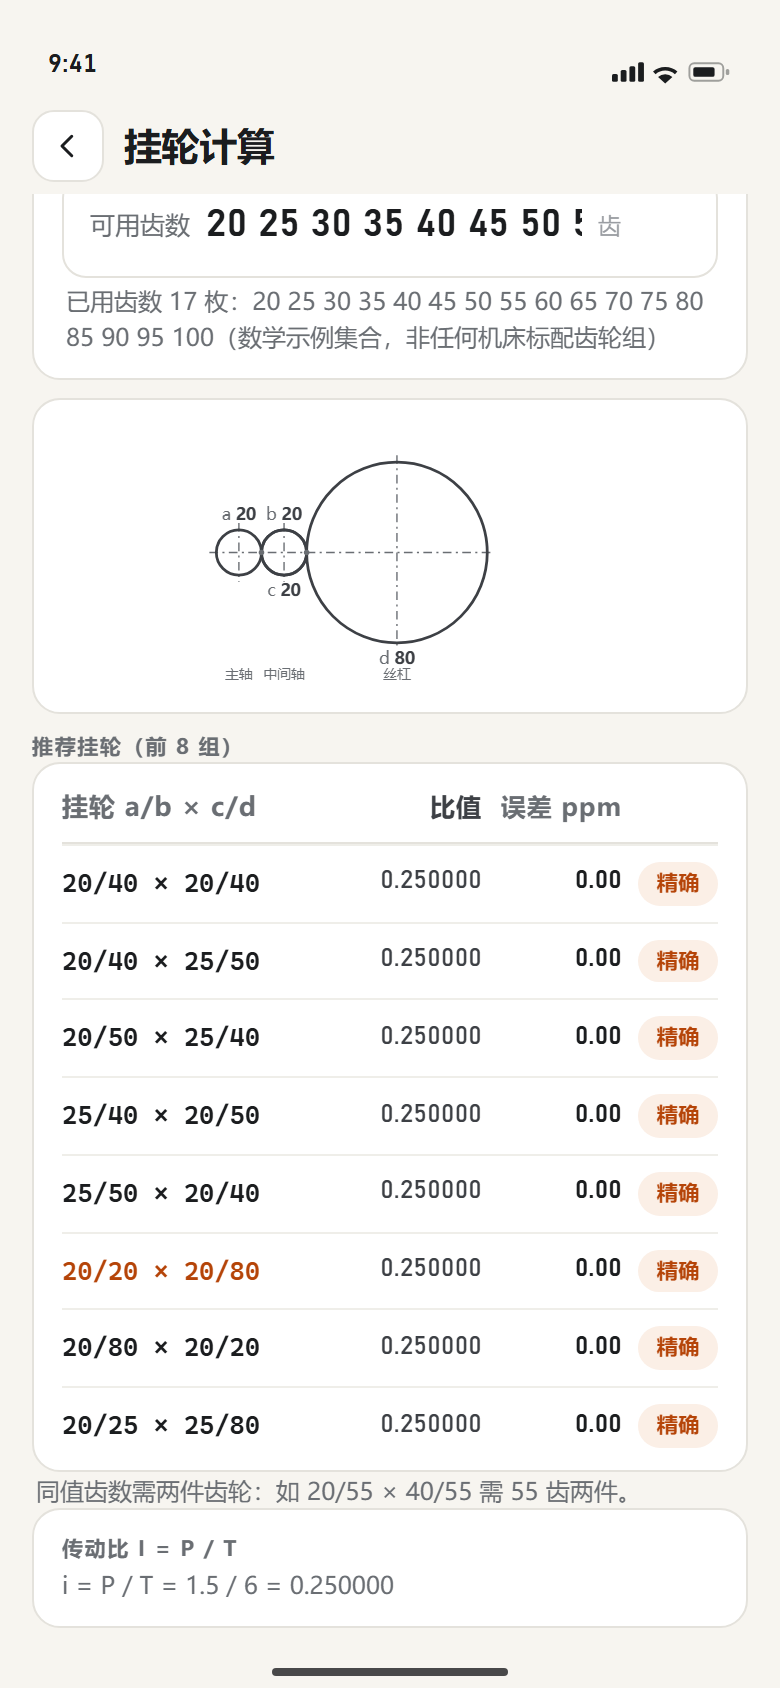 9:41
挂轮计算
可用齿数 20 25 30 35 40 45 50 齿
已用齿数 17 枚：20 25 30 35 40 45 50 55 60 65 70 75 80
85 90 95 100（数学示例集合，非任何机床标配齿轮组）
a 20 b 20
c 20
d 80
主轴 中间轴 丝杠
推荐挂轮（前 8 组）
挂轮 a/b × c/d 比值 误差 ppm
20/40 × 20/40 0.250000 0.00 精确
20/40 × 25/50 0.250000 0.00 精确
20/50 × 25/40 0.250000 0.00 精确
25/40 × 20/50 0.250000 0.00 精确
25/50 × 20/40 0.250000 0.00 精确
20/20 × 20/80 0.250000 0.00 精确
20/80 × 20/20 0.250000 0.00 精确
20/25 × 25/80 0.250000 0.00 精确
同值齿数需两件齿轮：如 20/55 × 40/55 需 55 齿两件。
传动比 I = P / T
i = P / T = 1.5 / 6 = 0.250000